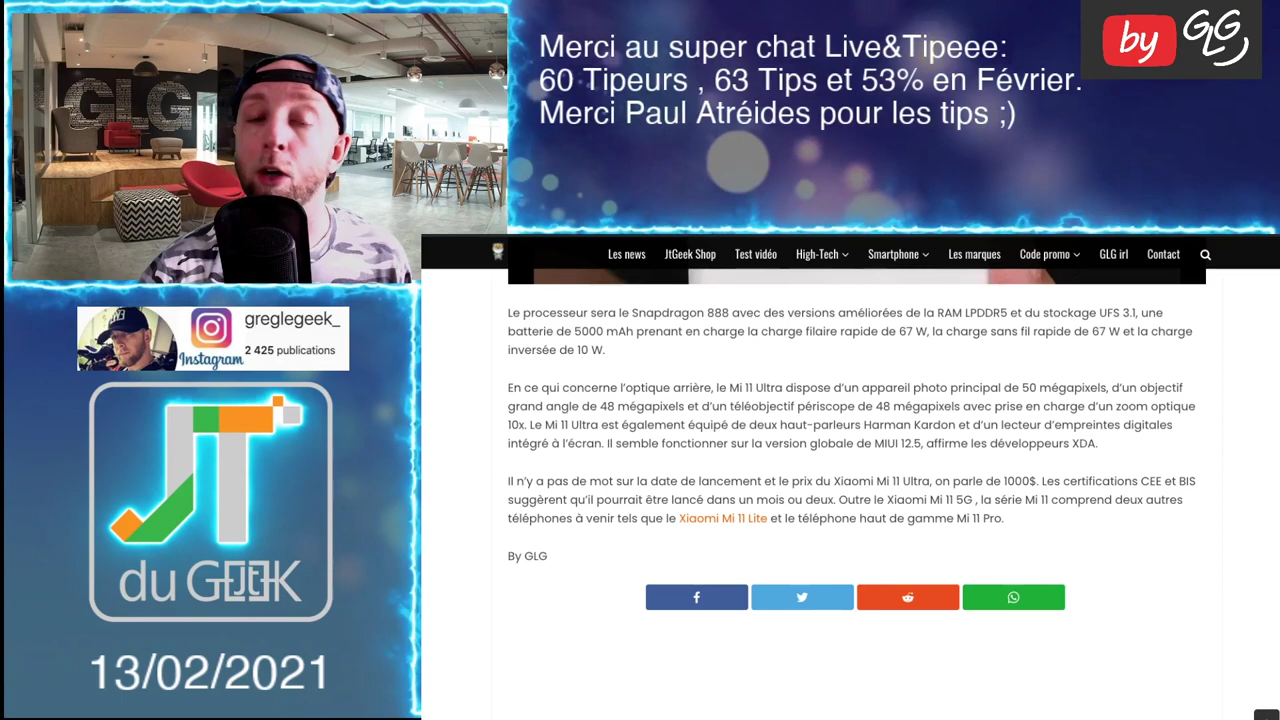 GLG
Merci au super chat Live&Tipeee:
60 Tipeurs , 63 Tips et 53% en Février.
Merci Paul Atréides pour les tips ;)
by GLG
Les news JtGeek Shop Test vidéo High-Tech Smartphone Les marques Code promo GLG irl Contact
greglegeek_
2 425 publications
Instagram
Le processeur sera le Snapdragon 888 avec des versions améliorées de la RAM LPDDR5 et du stockage UFS 3.1, une
batterie de 5000 mAh prenant en charge la charge filaire rapide de 67 W, la charge sans fil rapide de 67 W et la charge
inversée de 10 W.
En ce qui concerne l'optique arrière, le Mi 11 Ultra dispose d'un appareil photo principal de 50 mégapixels, d'un objectif
grand angle de 48 mégapixels et d'un téléobjectif périscope de 48 mégapixels avec prise en charge d'un zoom optique
10x. Le Mi 11 Ultra est également équipé de deux haut-parleurs Harman Kardon et d'un lecteur d'empreintes digitales
intégré à l'écran. Il semble fonctionner sur la version globale de MIUI 12.5, affirme les développeurs XDA.
Il n'y a pas de mot sur la date de lancement et le prix du Xiaomi Mi 11 Ultra, on parle de 1000$. Les certifications CEE et BIS
suggèrent qu'il pourrait être lancé dans un mois ou deux. Outre le Xiaomi Mi 11 5G , la série Mi 11 comprend deux autres
téléphones à venir tels que le Xiaomi Mi 11 Lite et le téléphone haut de gamme Mi 11 Pro.
By GLG
JT
du GEEK
13/02/2021